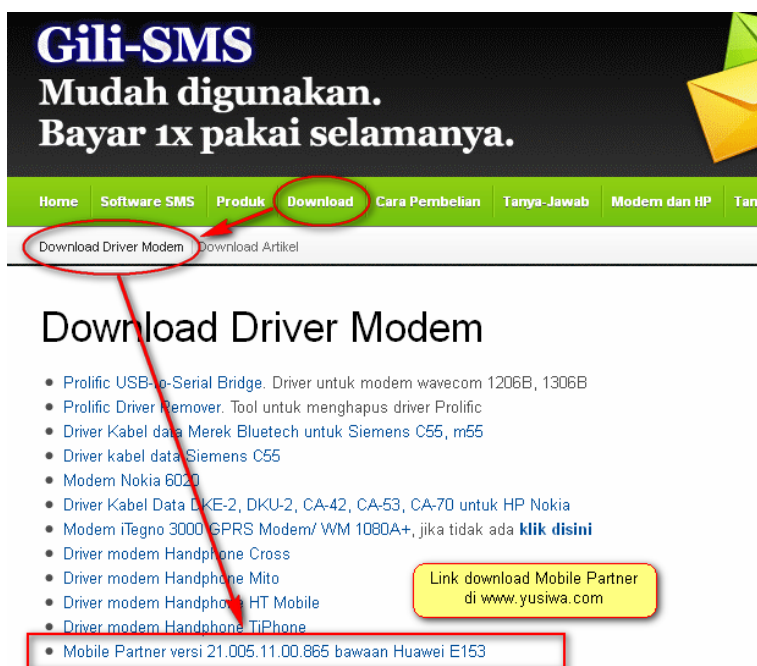 Gili-SMS
Mudah digunakan.
Bayar 1x pakai selamanya.
Home Software SMS Produk Download Cara Pembelian Tanya-Jawab Modem dan HP Tan
Download Driver Modem Download Artikel
Download Driver Modem
Prolific USB-to-Serial Bridge. Driver untuk modem wavecom 1206B, 1306B
Prolific Driver Remover. Tool untuk menghapus driver Prolific
Driver Kabel data Merek Bluetech untuk Siemens C55, m55
Driver kabel data Siemens C55
Modem Nokia 6020
Driver Kabel Data DKE-2, DKU-2, CA-42, CA-53, CA-70 untuk HP Nokia
Modem iTegno 3000 GPRS Modem/ WM 1080A+, jika tidak ada klik disini
Driver modem Handphone Cross
Driver modem Handphone Mito
Driver modem Handphone HT Mobile
Driver modem Handphone TiPhone
Mobile Partner versi 21.005.11.00.865 bawaan Huawei E153
Link download Mobile Partner
di www.yusiwa.com